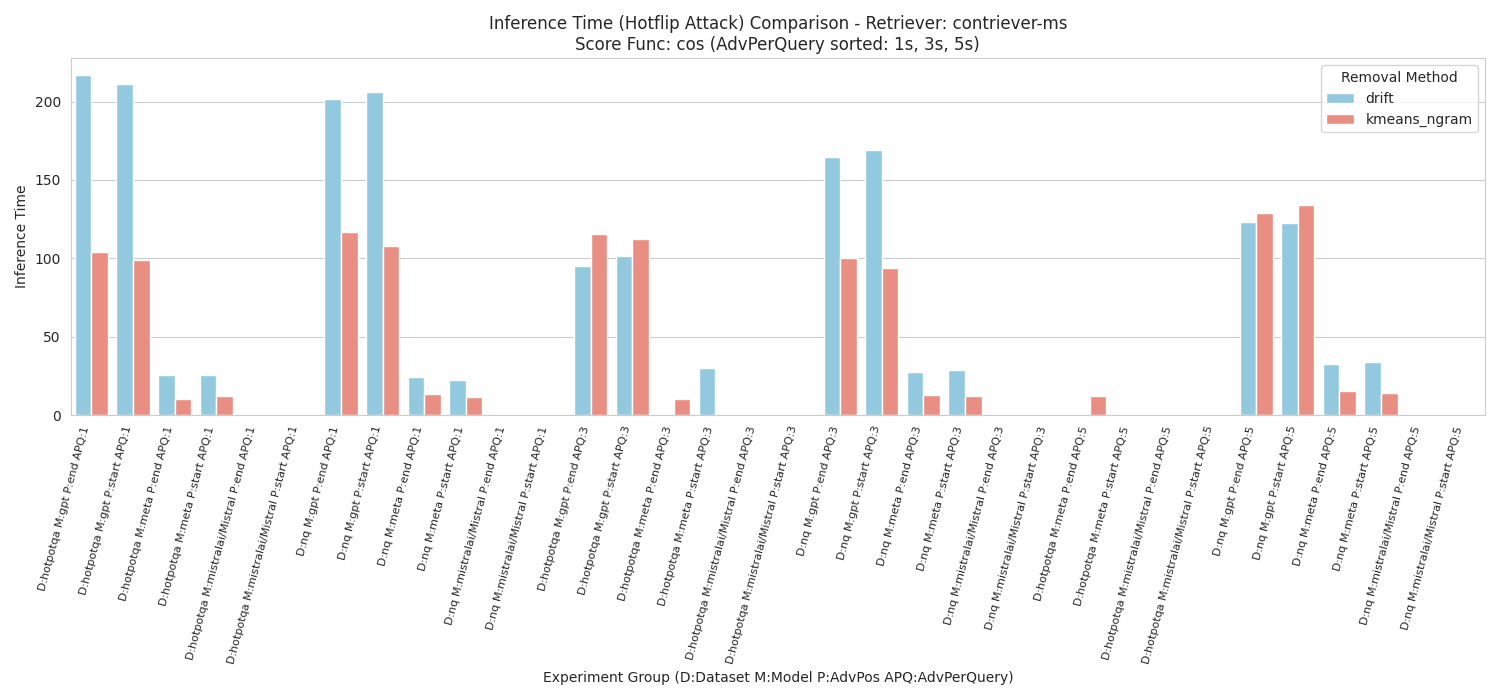 Inference Time (Hotflip Attack) Comparison - Retriever: contriever-ms
Score Func: cos (AdvPerQuery sorted: 1s, 3s, 5s)
Removal Method
drift
kmeans_ngram
Inference Time
200
150
100
50
0
D:hotpotqa M:gpt P:end APQ:1
D:hotpotqa M:gpt P:start APQ:1
D:hotpotqa M:meta P:end APQ:1
D:hotpotqa M:meta P:start APQ:1
D:hotpotqa M:mistralai/Mistral P:end APQ:1
D:hotpotqa M:mistralai/Mistral P:start APQ:1
D:nq M:gpt P:end APQ:1
D:nq M:gpt P:start APQ:1
D:nq M:meta P:end APQ:1
D:nq M:meta P:start APQ:1
D:nq M:mistralai/Mistral P:end APQ:1
D:nq M:mistralai/Mistral P:start APQ:1
D:hotpotqa M:gpt P:end APQ:3
D:hotpotqa M:gpt P:start APQ:3
D:hotpotqa M:meta P:end APQ:3
D:hotpotqa M:meta P:start APQ:3
D:hotpotqa M:mistralai/Mistral P:end APQ:3
D:hotpotqa M:mistralai/Mistral P:start APQ:3
D:nq M:gpt P:end APQ:3
D:nq M:gpt P:start APQ:3
D:nq M:meta P:end APQ:3
D:nq M:meta P:start APQ:3
D:nq M:mistralai/Mistral P:end APQ:3
D:nq M:mistralai/Mistral P:start APQ:3
D:hotpotqa M:meta P:end APQ:5
D:hotpotqa M:meta P:start APQ:5
D:hotpotqa M:mistralai/Mistral P:end APQ:5
D:hotpotqa M:mistralai/Mistral P:start APQ:5
D:nq M:gpt P:end APQ:5
D:nq M:gpt P:start APQ:5
D:nq M:meta P:end APQ:5
D:nq M:meta P:start APQ:5
D:nq M:mistralai/Mistral P:end APQ:5
D:nq M:mistralai/Mistral P:start APQ:5
Experiment Group (D:Dataset M:Model P:AdvPos APQ:AdvPerQuery)